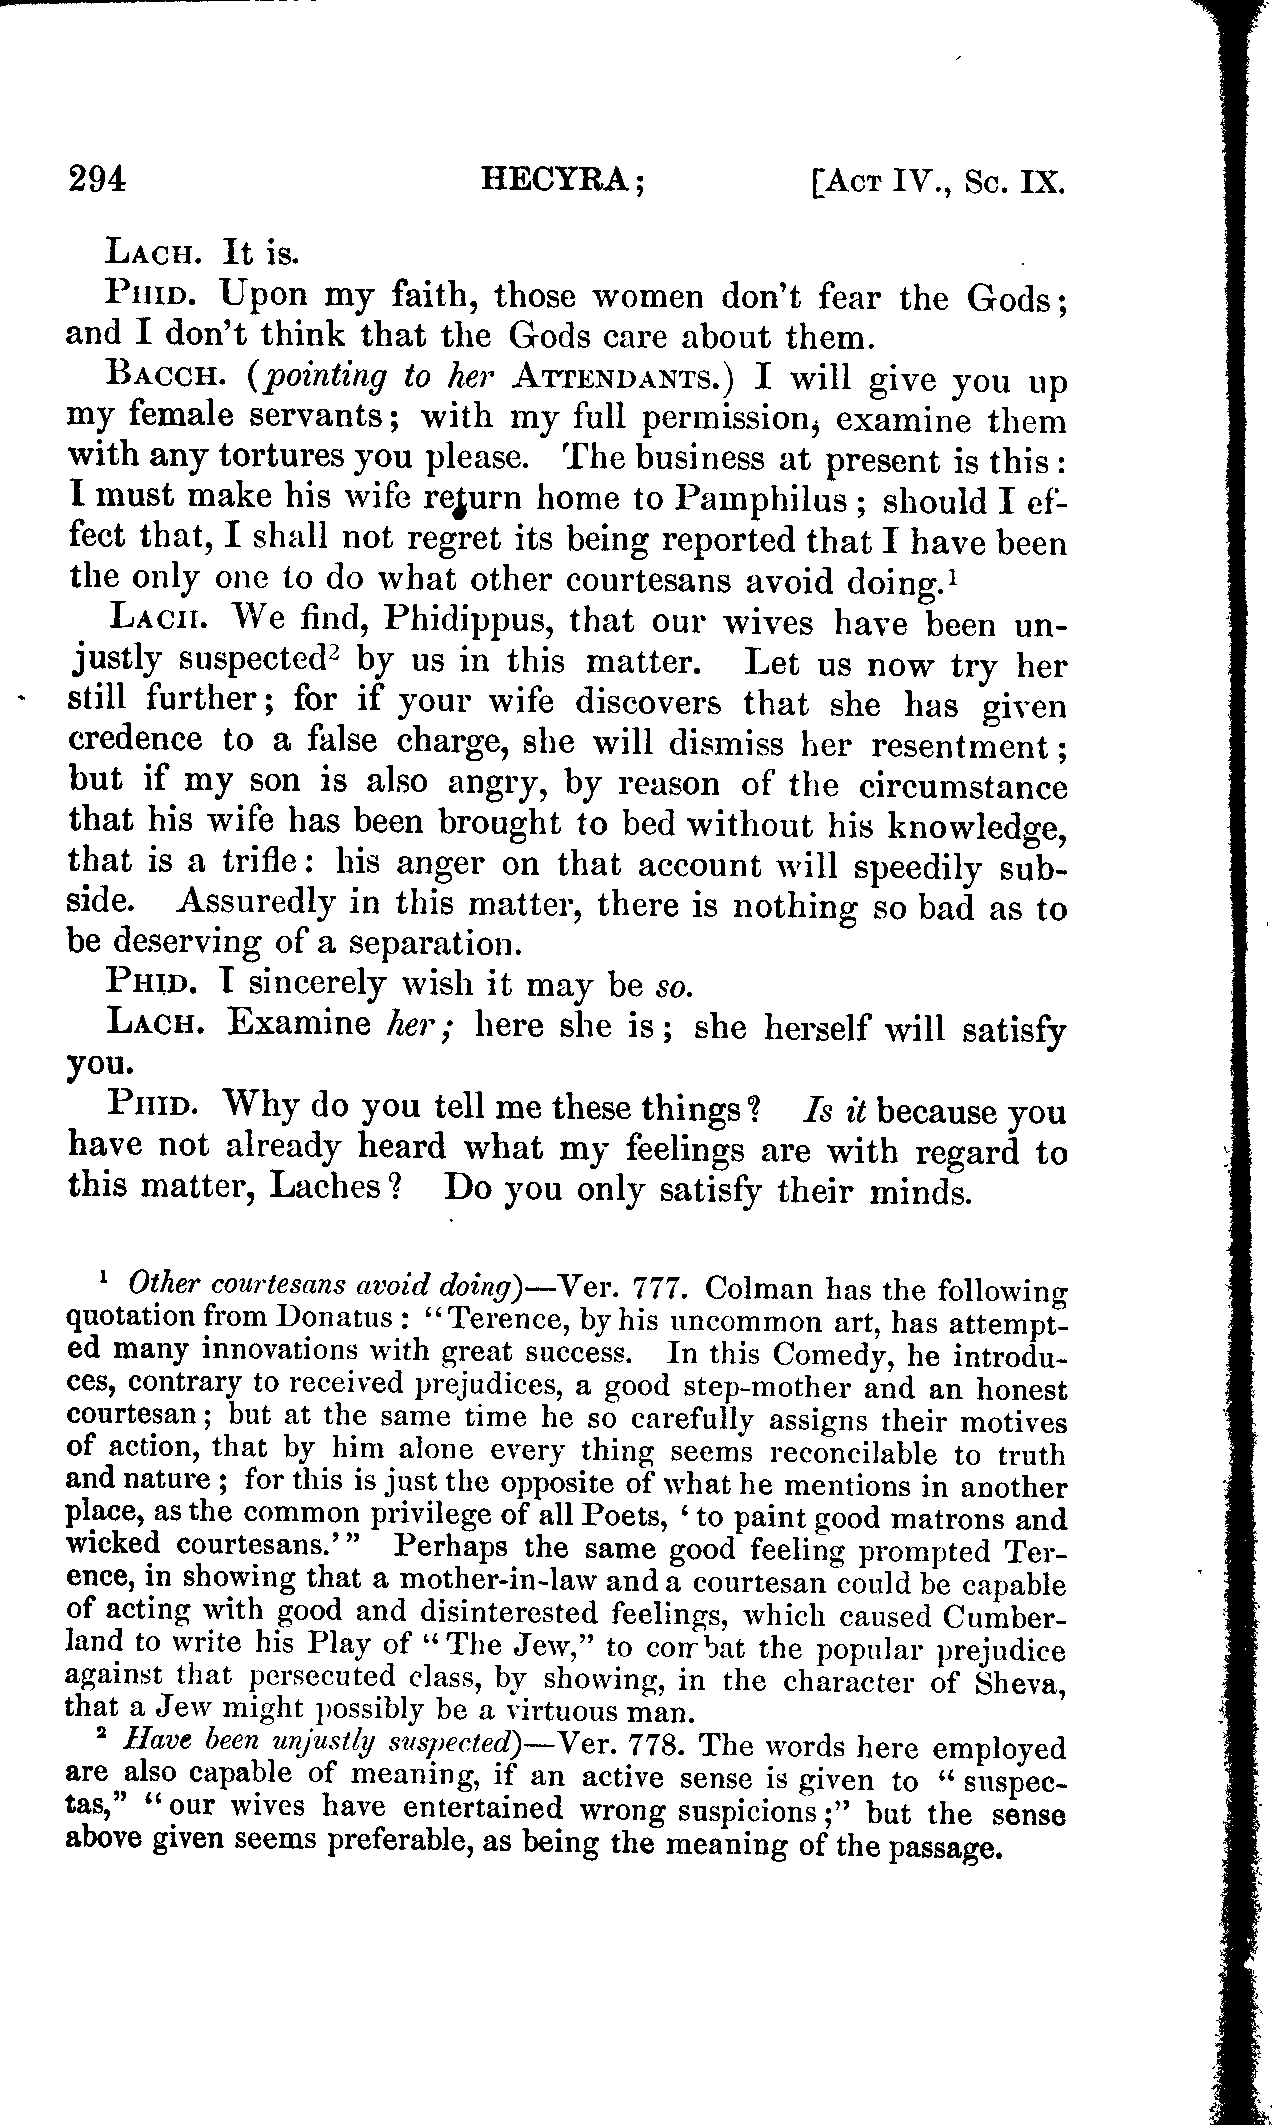 294 HECYRA; [ACT IV., Sc. IX.
LACH. It is.
PHID. Upon my faith, those women don't fear the Gods;
and I don't think that the Gods care about them.
BACCH. (pointing to her ATTENDANTS.) I will give you up
my female servants; with my full permission, examine them
with any tortures you please. The business at present is this:
I must make his wife return home to Pamphilus; should I ef-
fect that, I shall not regret its being reported that I have been
the only one to do what other courtesans avoid doing.¹
LACH. We find, Phidippus, that our wives have been un-
justly suspected² by us in this matter. Let us now try her
still further; for if your wife discovers that she has given
credence to a false charge, she will dismiss her resentment;
but if my son is also angry, by reason of the circumstance
that his wife has been brought to bed without his knowledge,
that is a trifle: his anger on that account will speedily sub-
side. Assuredly in this matter, there is nothing so bad as to
be deserving of a separation.
PHID. I sincerely wish it may be so.
LACH. Examine her; here she is; she herself will satisfy
you.
PHID. Why do you tell me these things? Is it because you
have not already heard what my feelings are with regard to
this matter, Laches? Do you only satisfy their minds.
¹ Other courtesans avoid doing)—Ver. 777. Colman has the following
quotation from Donatus: "Terence, by his uncommon art, has attempt-
ed many innovations with great success. In this Comedy, he introdu-
ces, contrary to received prejudices, a good step-mother and an honest
courtesan; but at the same time he so carefully assigns their motives
of action, that by him alone every thing seems reconcilable to truth
and nature; for this is just the opposite of what he mentions in another
place, as the common privilege of all Poets, 'to paint good matrons and
wicked courtesans.'" Perhaps the same good feeling prompted Ter-
ence, in showing that a mother-in-law and a courtesan could be capable
of acting with good and disinterested feelings, which caused Cumber-
land to write his Play of "The Jew," to combat the popular prejudice
against that persecuted class, by showing, in the character of Sheva,
that a Jew might possibly be a virtuous man.
² Have been unjustly suspected)—Ver. 778. The words here employed
are also capable of meaning, if an active sense is given to "suspec-
tas," "our wives have entertained wrong suspicions;" but the sense
above given seems preferable, as being the meaning of the passage.